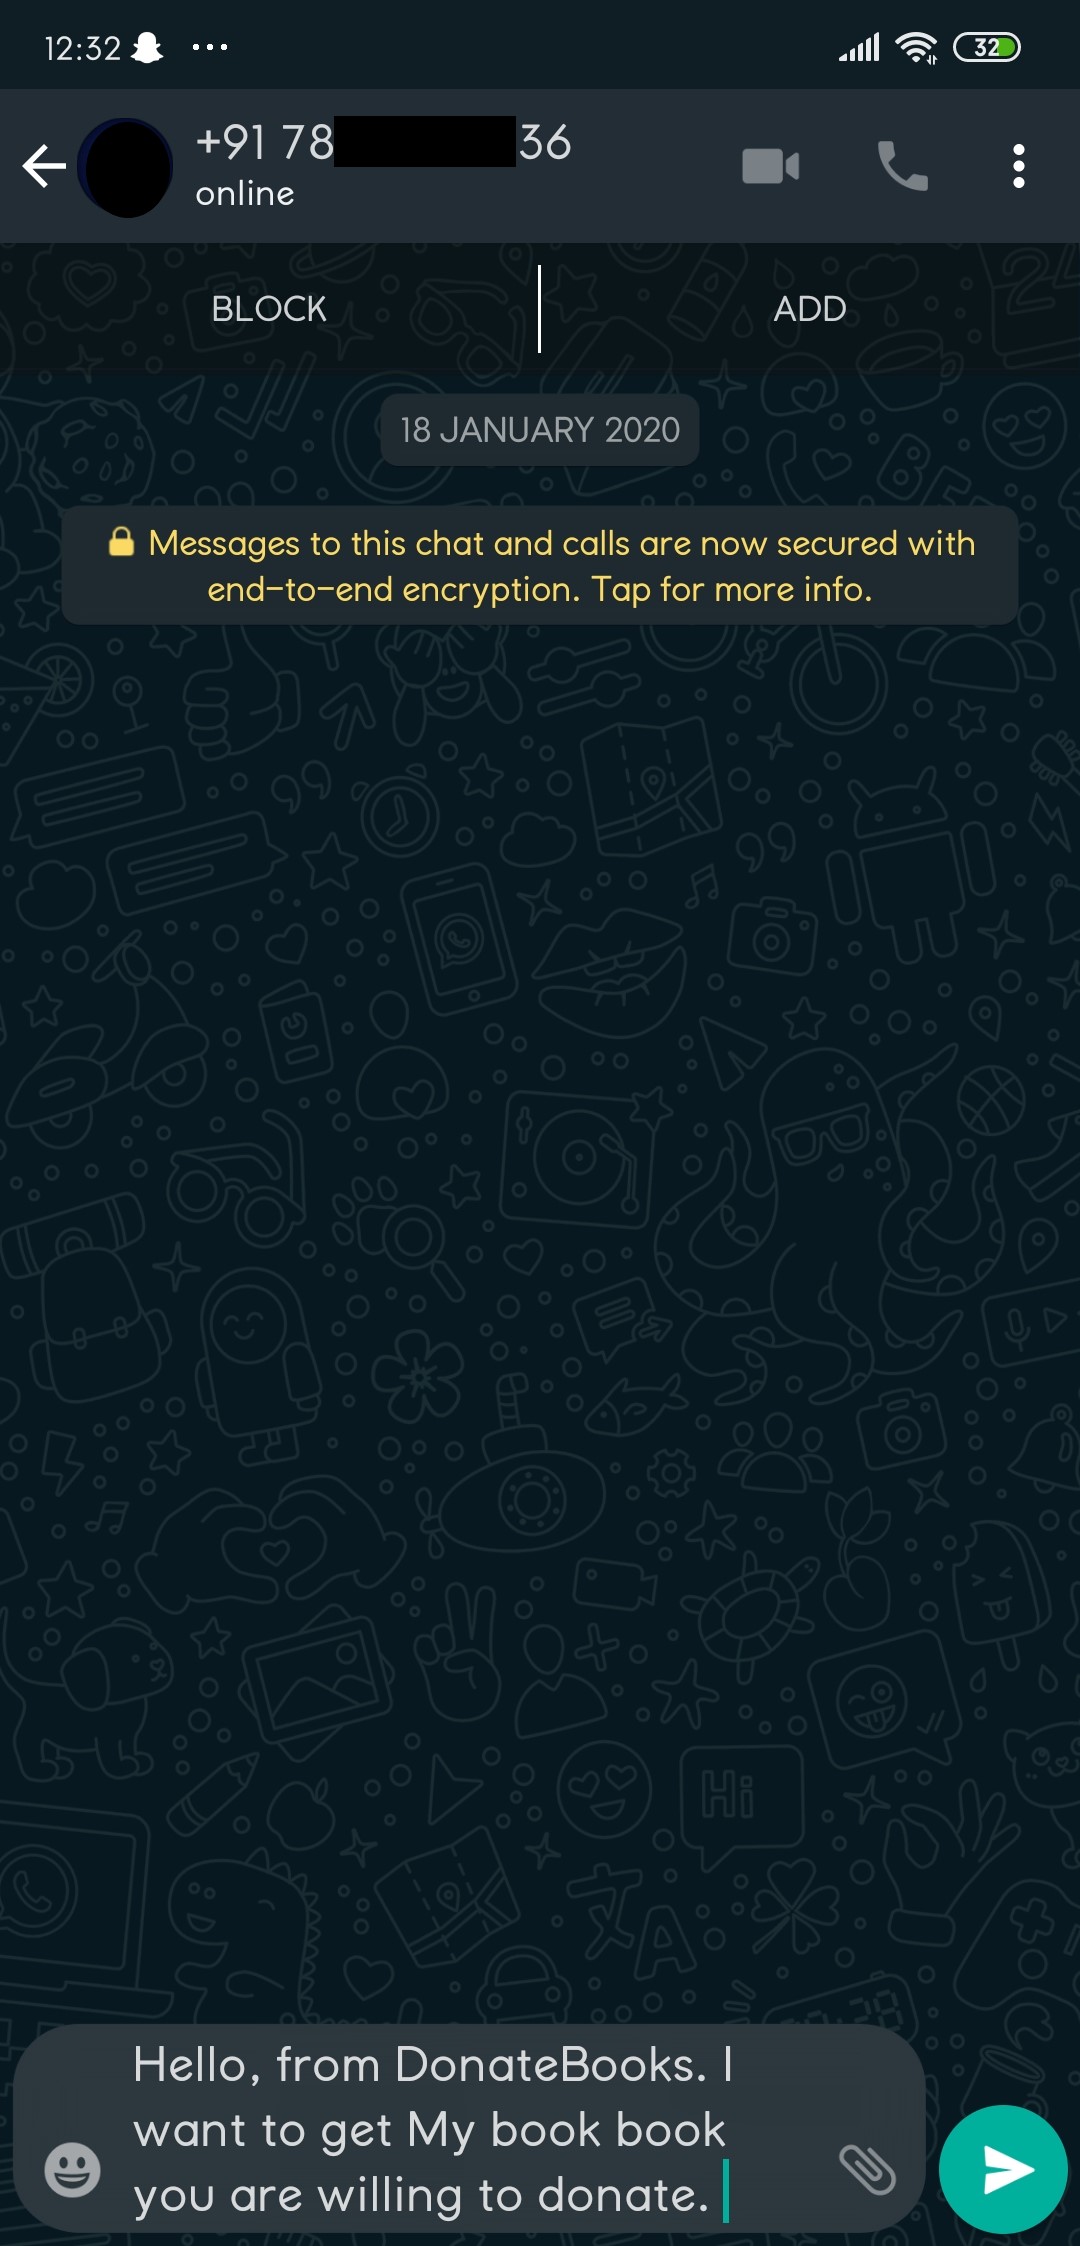 12:32
32
+91 78 36
online
BLOCK
ADD
18 JANUARY 2020
Messages to this chat and calls are now secured with
end-to-end encryption. Tap for more info.
Hi
Hello, from DonateBooks. I
want to get My book book
you are willing to donate.